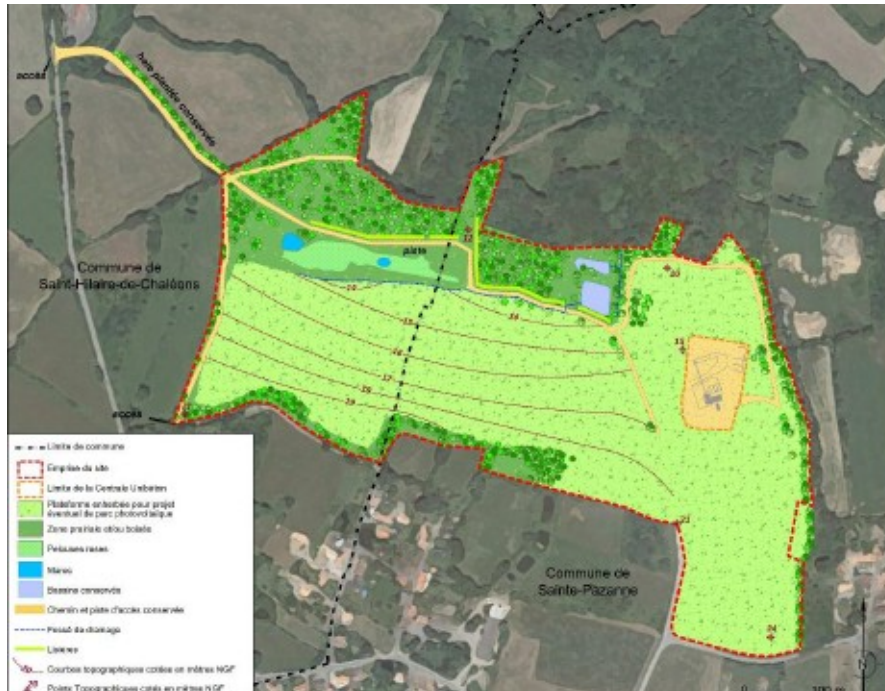 accès
haie plantée conservée
Commune de
Saint-Hilaire-de-Chaléons
piste
accès
Commune de
Sainte-Pazanne
Limite de commune
Emprise du site
Limite de la Centrale Unibéton
Plateforme enherbée pour projet
éventuel de parc photovoltaïque
Zone prairiale et/ou boisée
Pelouses rases
Mares
Bassins conservés
Chemin et piste d'accès conservée
Fossé de drainage
Lisières
Courbes topographiques cotées en mètres NGF
Points Topographiques cotés en mètres NGF
N
0